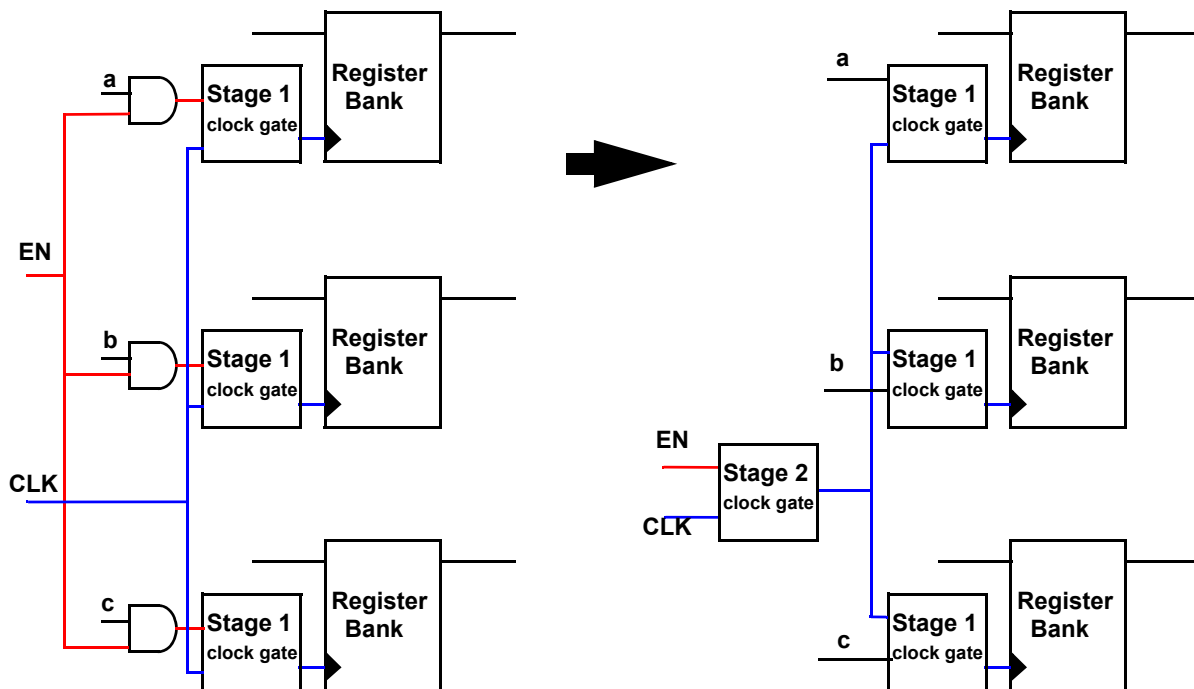 a
Stage 1
clock gate
Register
Bank
EN
b
Stage 1
clock gate
Register
Bank
CLK
c
Stage 1
clock gate
Register
Bank
a
Stage 1
clock gate
Register
Bank
b
Stage 1
clock gate
Register
Bank
EN
Stage 2
clock gate
CLK
c
Stage 1
clock gate
Register
Bank